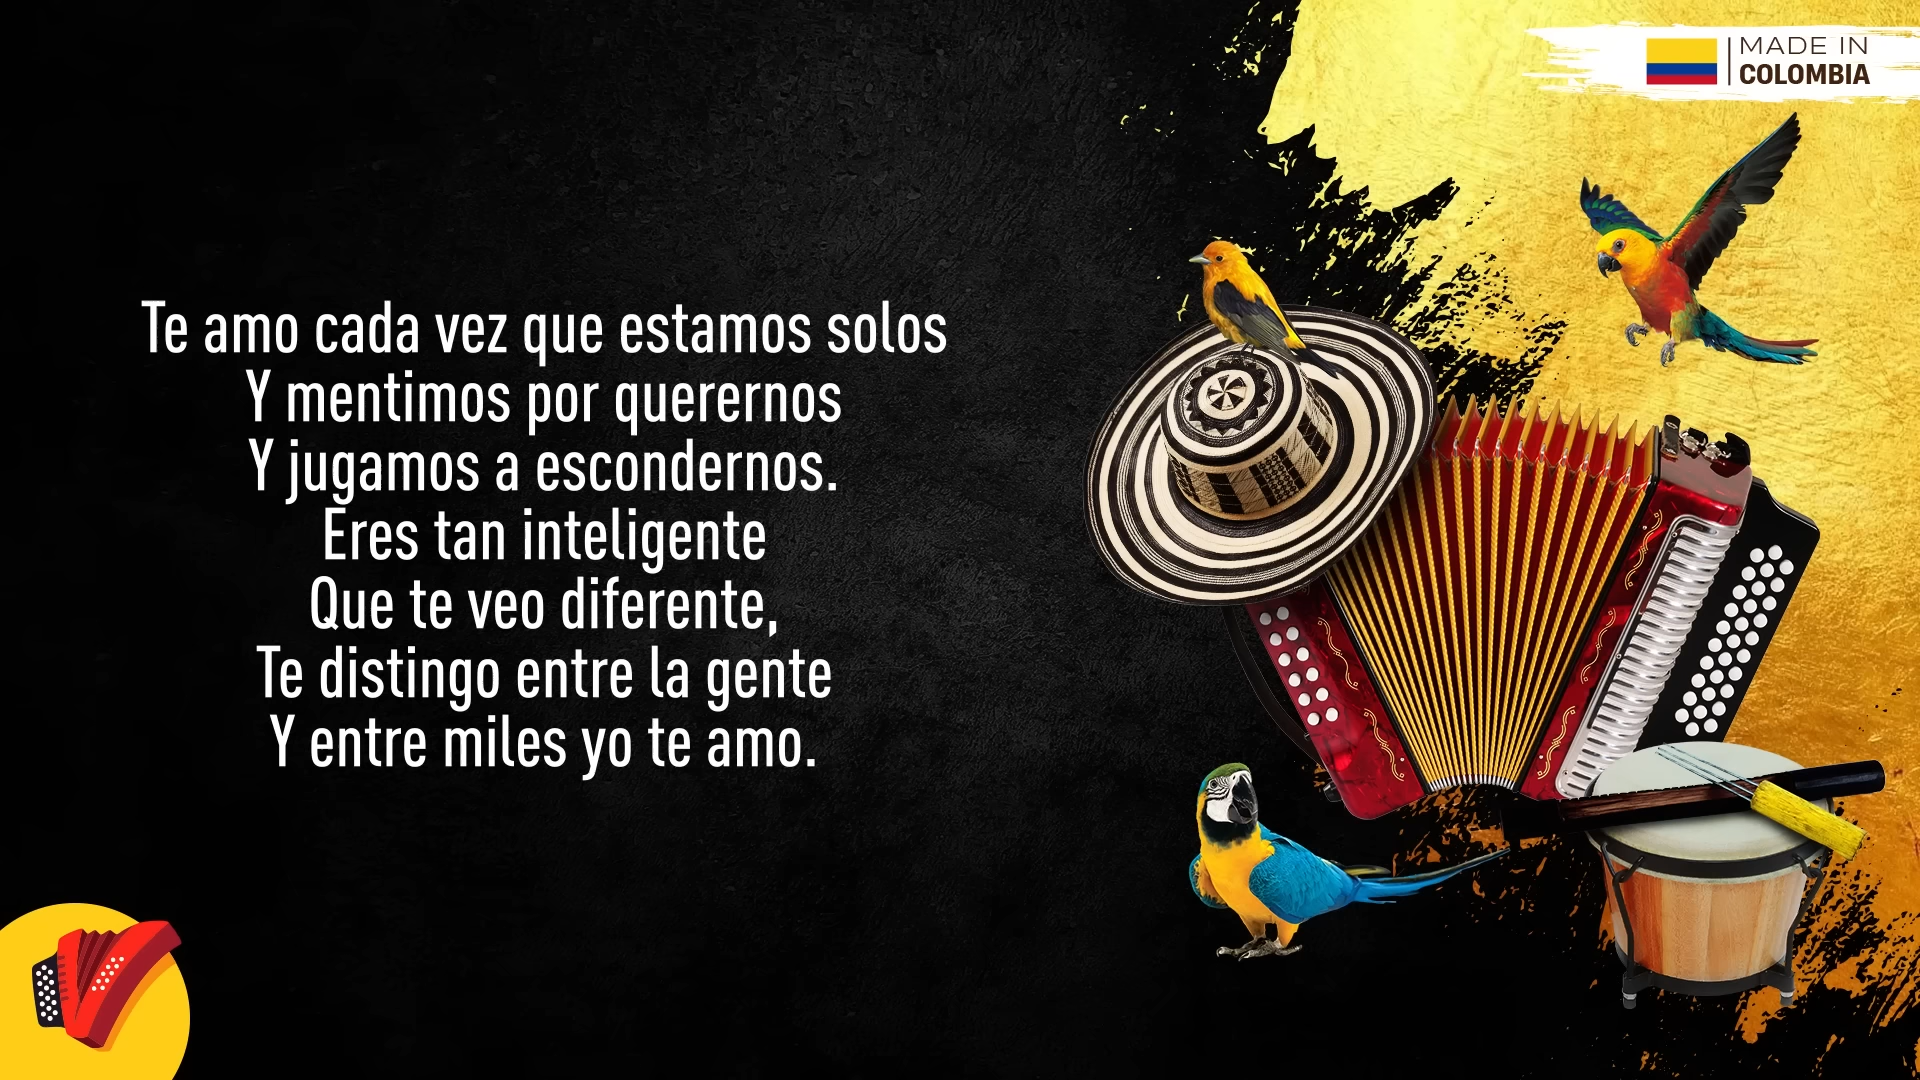 MADE IN
COLOMBIA
Te amo cada vez que estamos solos
Y mentimos por querernos
Y jugamos a escondernos.
Eres tan inteligente
Que te veo diferente,
Te distingo entre la gente
Y entre miles yo te amo.